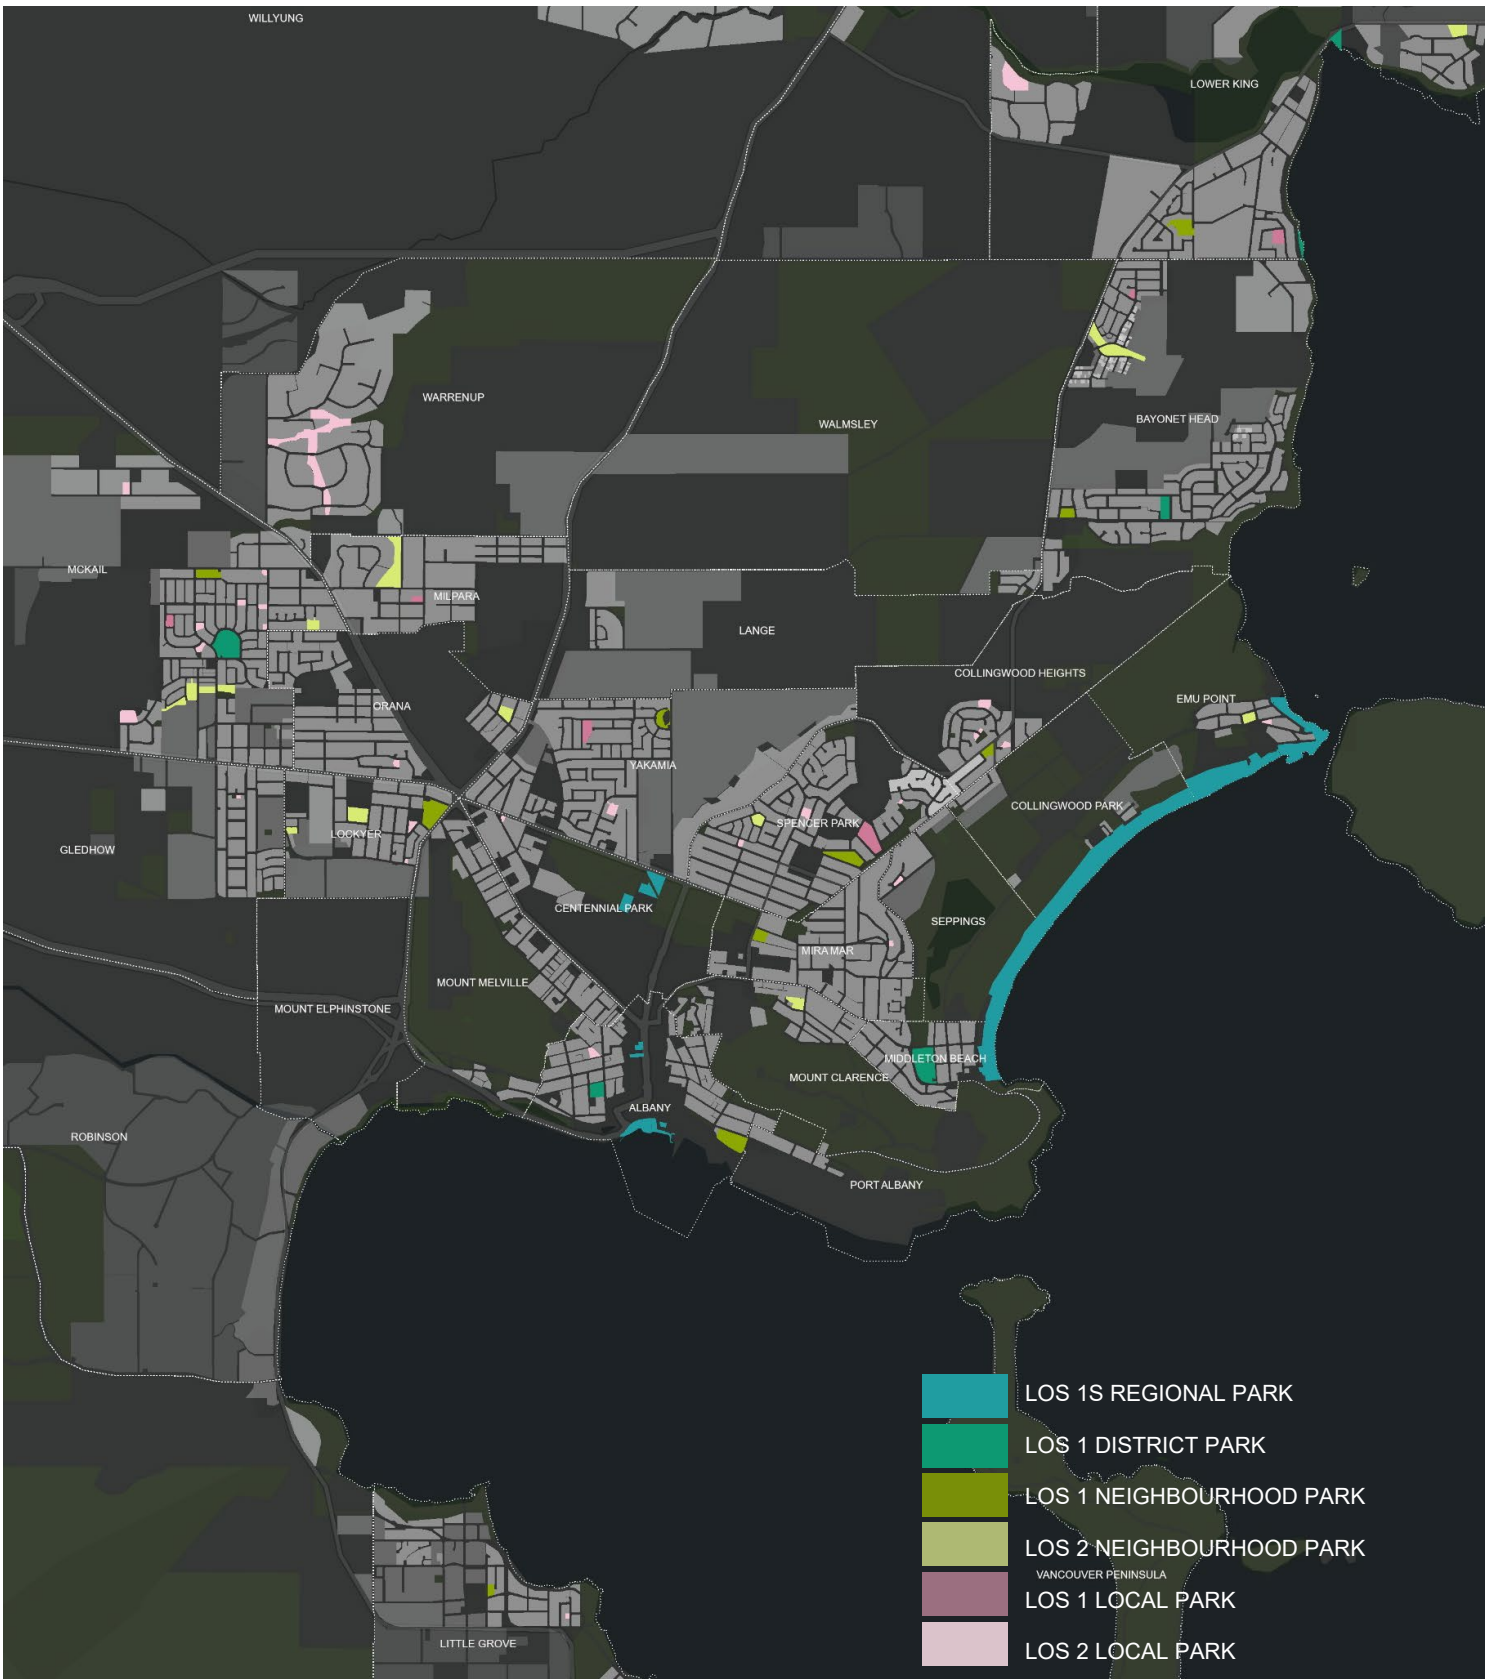 WILLYUNG
LOWER KING
WARRENUP
WALMSLEY
BAYONET HEAD
MCKAIL
MILPARA
LANGE
COLLINGWOOD HEIGHTS
EMU POINT
ORANA
YAKAMIA
COLLINGWOOD PARK
SPENCER PARK
LOCKYER
GLEDHOW
CENTENNIAL PARK
SEPPINGS
MIRA MAR
MOUNT MELVILLE
MOUNT ELPHINSTONE
MIDDLETON BEACH
MOUNT CLARENCE
ALBANY
ROBINSON
PORT ALBANY
LOS 1S REGIONAL PARK
LOS 1 DISTRICT PARK
LOS 1 NEIGHBOURHOOD PARK
LOS 2 NEIGHBOURHOOD PARK
VANCOUVER PENINSULA
LOS 1 LOCAL PARK
LITTLE GROVE
LOS 2 LOCAL PARK